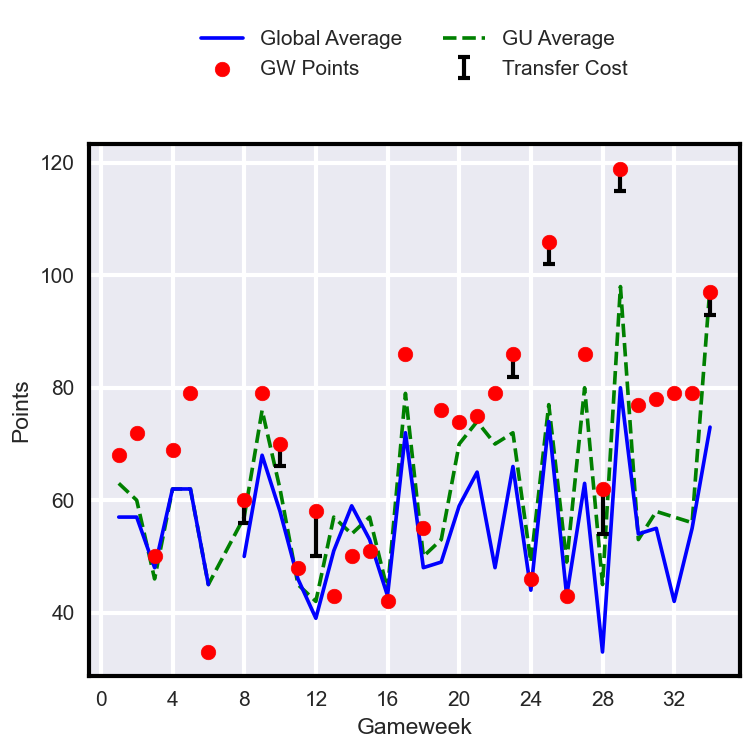 Global Average GU Average
GW Points Transfer Cost
120
100
80
60
40
Points
0 4 8 12 16 20 24 28 32
Gameweek